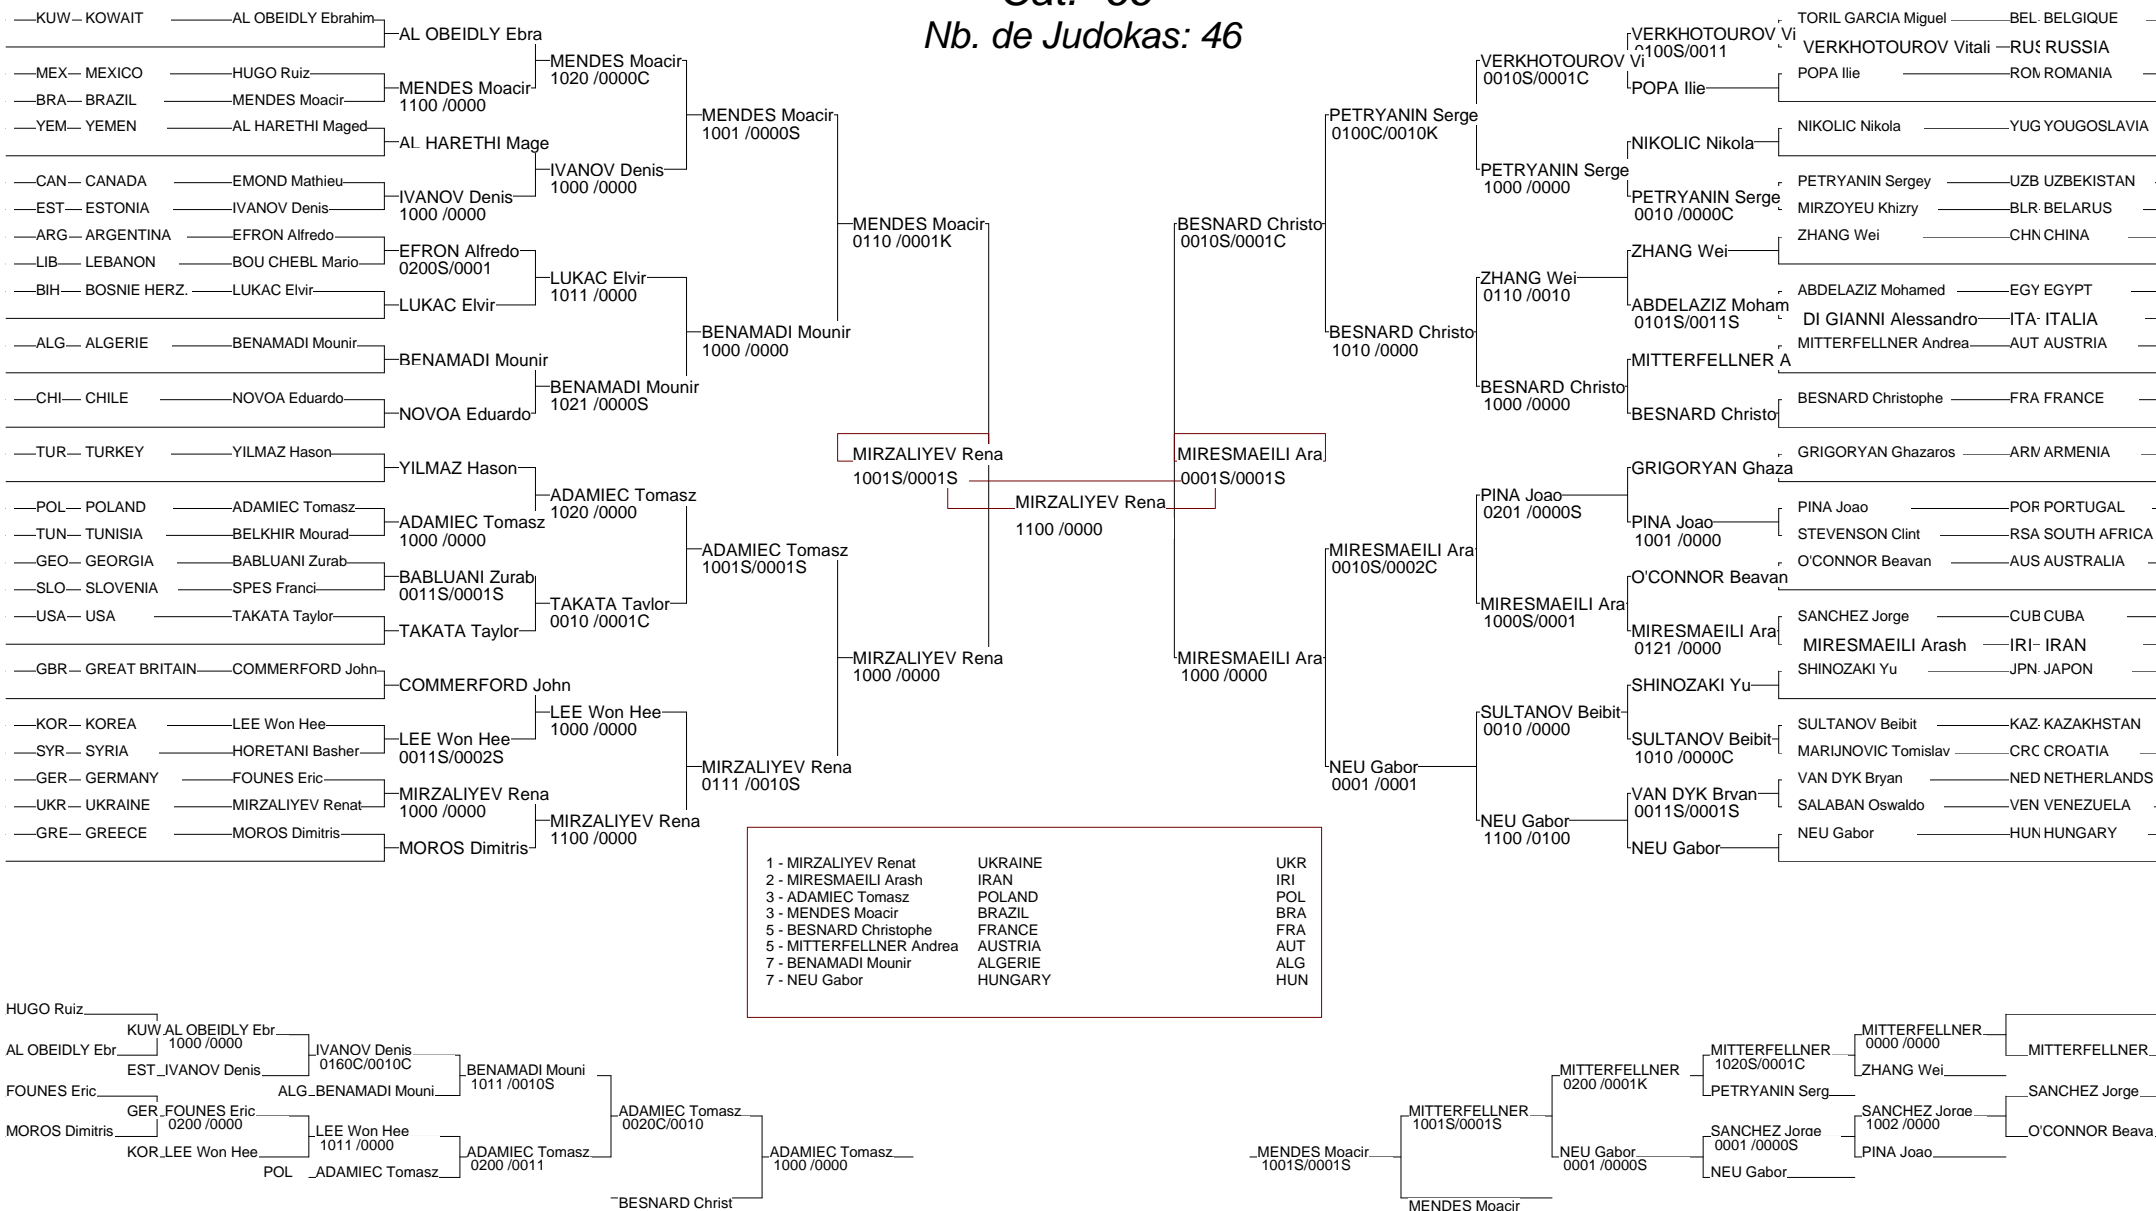 Nb. de Judokas: 46
KUW KOWAIT AL OBEIDLY Ebrahim
MEX MEXICO HUGO Ruiz
BRA BRAZIL MENDES Moacir
YEM YEMEN AL HARETHI Maged
CAN CANADA EMOND Mathieu
EST ESTONIA IVANOV Denis
ARG ARGENTINA EFRON Alfredo
LIB LEBANON BOU CHEBL Mario
BIH BOSNIE HERZ. LUKAC Elvir
ALG ALGERIE BENAMADI Mounir
CHI CHILE NOVOA Eduardo
TUR TURKEY YILMAZ Hason
POL POLAND ADAMIEC Tomasz
TUN TUNISIA BELKHIR Mourad
GEO GEORGIA BABLUANI Zurab
SLO SLOVENIA SPES Franci
USA USA TAKATA Taylor
GBR GREAT BRITAIN COMMERFORD John
KOR KOREA LEE Won Hee
SYR SYRIA HORETANI Basher
GER GERMANY FOUNES Eric
UKR UKRAINE MIRZALIYEV Renat
GRE GREECE MOROS Dimitris
AL OBEIDLY Ebra
MENDES Moacir
1100 /0000
AL HARETHI Mage
IVANOV Denis
1000 /0000
EFRON Alfredo
0200S/0001
LUKAC Elvir
BENAMADI Mounir
NOVOA Eduardo
YILMAZ Hason
ADAMIEC Tomasz
1000 /0000
BABLUANI Zurab
0011S/0001S
TAKATA Taylor
COMMERFORD John
LEE Won Hee
0011S/0002S
MIRZALIYEV Rena
1000 /0000
MOROS Dimitris
MENDES Moacir
1020 /0000C
IVANOV Denis
1000 /0000
LUKAC Elvir
1011 /0000
BENAMADI Mounir
1021 /0000S
ADAMIEC Tomasz
1020 /0000
TAKATA Taylor
0010 /0001C
LEE Won Hee
1000 /0000
MIRZALIYEV Rena
1100 /0000
MENDES Moacir
1001 /0000S
BENAMADI Mounir
1000 /0000
ADAMIEC Tomasz
1001S/0001S
MIRZALIYEV Rena
0111 /0010S
MENDES Moacir
0110 /0001K
MIRZALIYEV Rena
1000 /0000
MIRZALIYEV Rena
1001S/0001S
MIRZALIYEV Rena
1100 /0000
MIRESMAEILI Ara
0001S/0001S
BESNARD Christo
0010S/0001C
MIRESMAEILI Ara
1000 /0000
PETRYANIN Serge
0100C/0010K
BESNARD Christo
1010 /0000
MIRESMAEILI Ara
0010S/0002C
NEU Gabor
0001 /0001
VERKHOTOUROV Vi
0010S/0001C
PETRYANIN Serge
1000 /0000
ZHANG Wei
0110 /0010
BESNARD Christo
1000 /0000
PINA Joao
0201 /0000S
MIRESMAEILI Ara
1000S/0001
SULTANOV Beibit
0010 /0000
NEU Gabor
1100 /0100
VERKHOTOUROV Vi
0100S/0011
POPA Ilie
NIKOLIC Nikola
PETRYANIN Serge
0010 /0000C
ZHANG Wei
ABDELAZIZ Moham
0101S/0011S
MITTERFELLNER A
BESNARD Christo
GRIGORYAN Ghaza
PINA Joao
1001 /0000
O'CONNOR Beavan
MIRESMAEILI Ara
0121 /0000
SHINOZAKI Yu
SULTANOV Beibit
1010 /0000C
VAN DYK Bryan
0011S/0001S
NEU Gabor
TORIL GARCIA Miguel BEL BELGIQUE
VERKHOTOUROV Vitali RUS RUSSIA
POPA Ilie ROM ROMANIA
NIKOLIC Nikola YUG YOUGOSLAVIA
PETRYANIN Sergey UZB UZBEKISTAN
MIRZOYEU Khizry BLR BELARUS
ZHANG Wei CHN CHINA
ABDELAZIZ Mohamed EGY EGYPT
DI GIANNI Alessandro ITA ITALIA
MITTERFELLNER Andrea AUT AUSTRIA
BESNARD Christophe FRA FRANCE
GRIGORYAN Ghazaros ARM ARMENIA
PINA Joao POR PORTUGAL
STEVENSON Clint RSA SOUTH AFRICA
O'CONNOR Beavan AUS AUSTRALIA
SANCHEZ Jorge CUB CUBA
MIRESMAEILI Arash IRI IRAN
SHINOZAKI Yu JPN JAPON
SULTANOV Beibit KAZ KAZAKHSTAN
MARIJNOVIC Tomislav CRO CROATIA
VAN DYK Bryan NED NETHERLANDS
SALABAN Oswaldo VEN VENEZUELA
NEU Gabor HUN HUNGARY
1 - MIRZALIYEV Renat UKRAINE UKR
2 - MIRESMAEILI Arash IRAN IRI
3 - ADAMIEC Tomasz POLAND POL
3 - MENDES Moacir BRAZIL BRA
5 - BESNARD Christophe FRANCE FRA
5 - MITTERFELLNER Andrea AUSTRIA AUT
7 - BENAMADI Mounir ALGERIE ALG
7 - NEU Gabor HUNGARY HUN
HUGO Ruiz
AL OBEIDLY Ebr
FOUNES Eric
MOROS Dimitris
KUW AL OBEIDLY Ebr
1000 /0000
EST IVANOV Denis
GER FOUNES Eric
0200 /0000
KOR LEE Won Hee
IVANOV Denis
0160C/0010C
ALG BENAMADI Mouni
LEE Won Hee
1011 /0000
POL ADAMIEC Tomasz
BENAMADI Mouni
1011 /0010S
ADAMIEC Tomasz
0200 /0011
ADAMIEC Tomasz
0020C/0010
BESNARD Christ
ADAMIEC Tomasz
1000 /0000
MENDES Moacir
1001S/0001S
MITTERFELLNER
1001S/0001S
MENDES Moacir
MITTERFELLNER
0200 /0001K
NEU Gabor
0001 /0000S
MITTERFELLNER
1020S/0001C
PETRYANIN Serg
SANCHEZ Jorge
0001 /0000S
NEU Gabor
MITTERFELLNER
0000 /0000
ZHANG Wei
SANCHEZ Jorge
1002 /0000
PINA Joao
MITTERFELLNER
SANCHEZ Jorge
O'CONNOR Beava